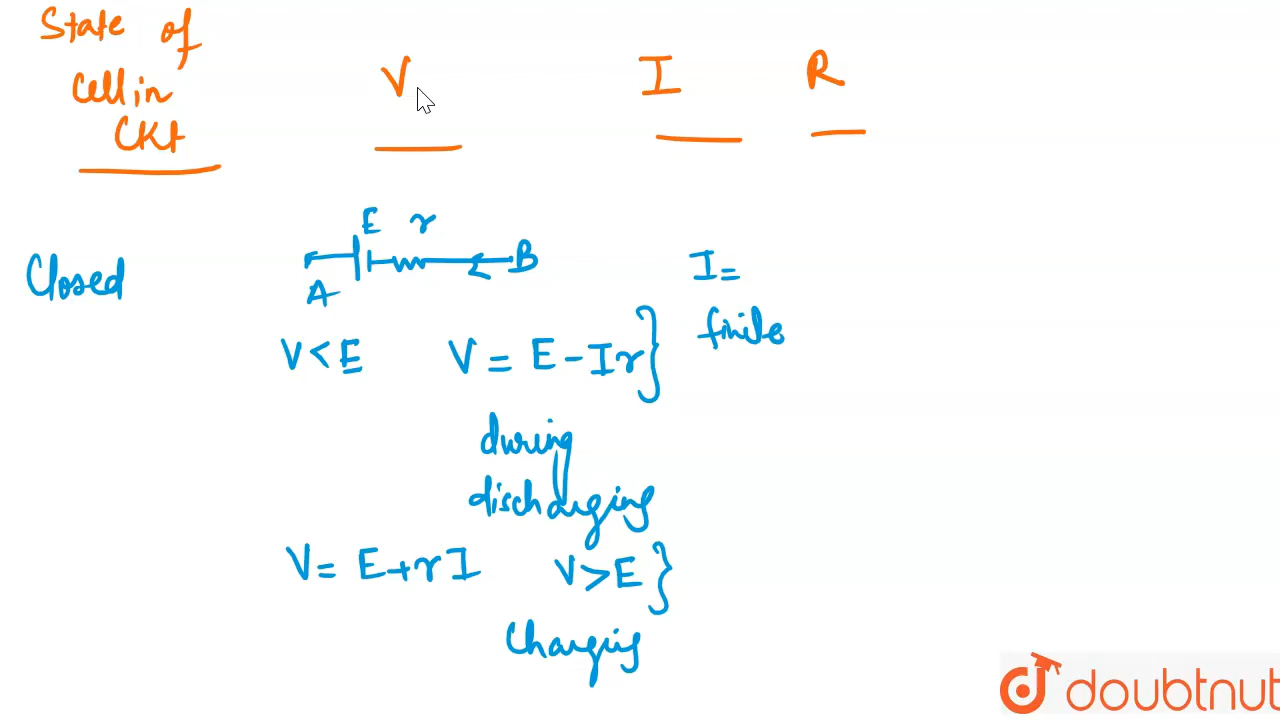 State of
Cell in
CKt
V I R
E r
A B
Closed
I =
finite
V < E V = E - Ir }
during
discharging
V = E + rI V > E }
Charging
doubtnut